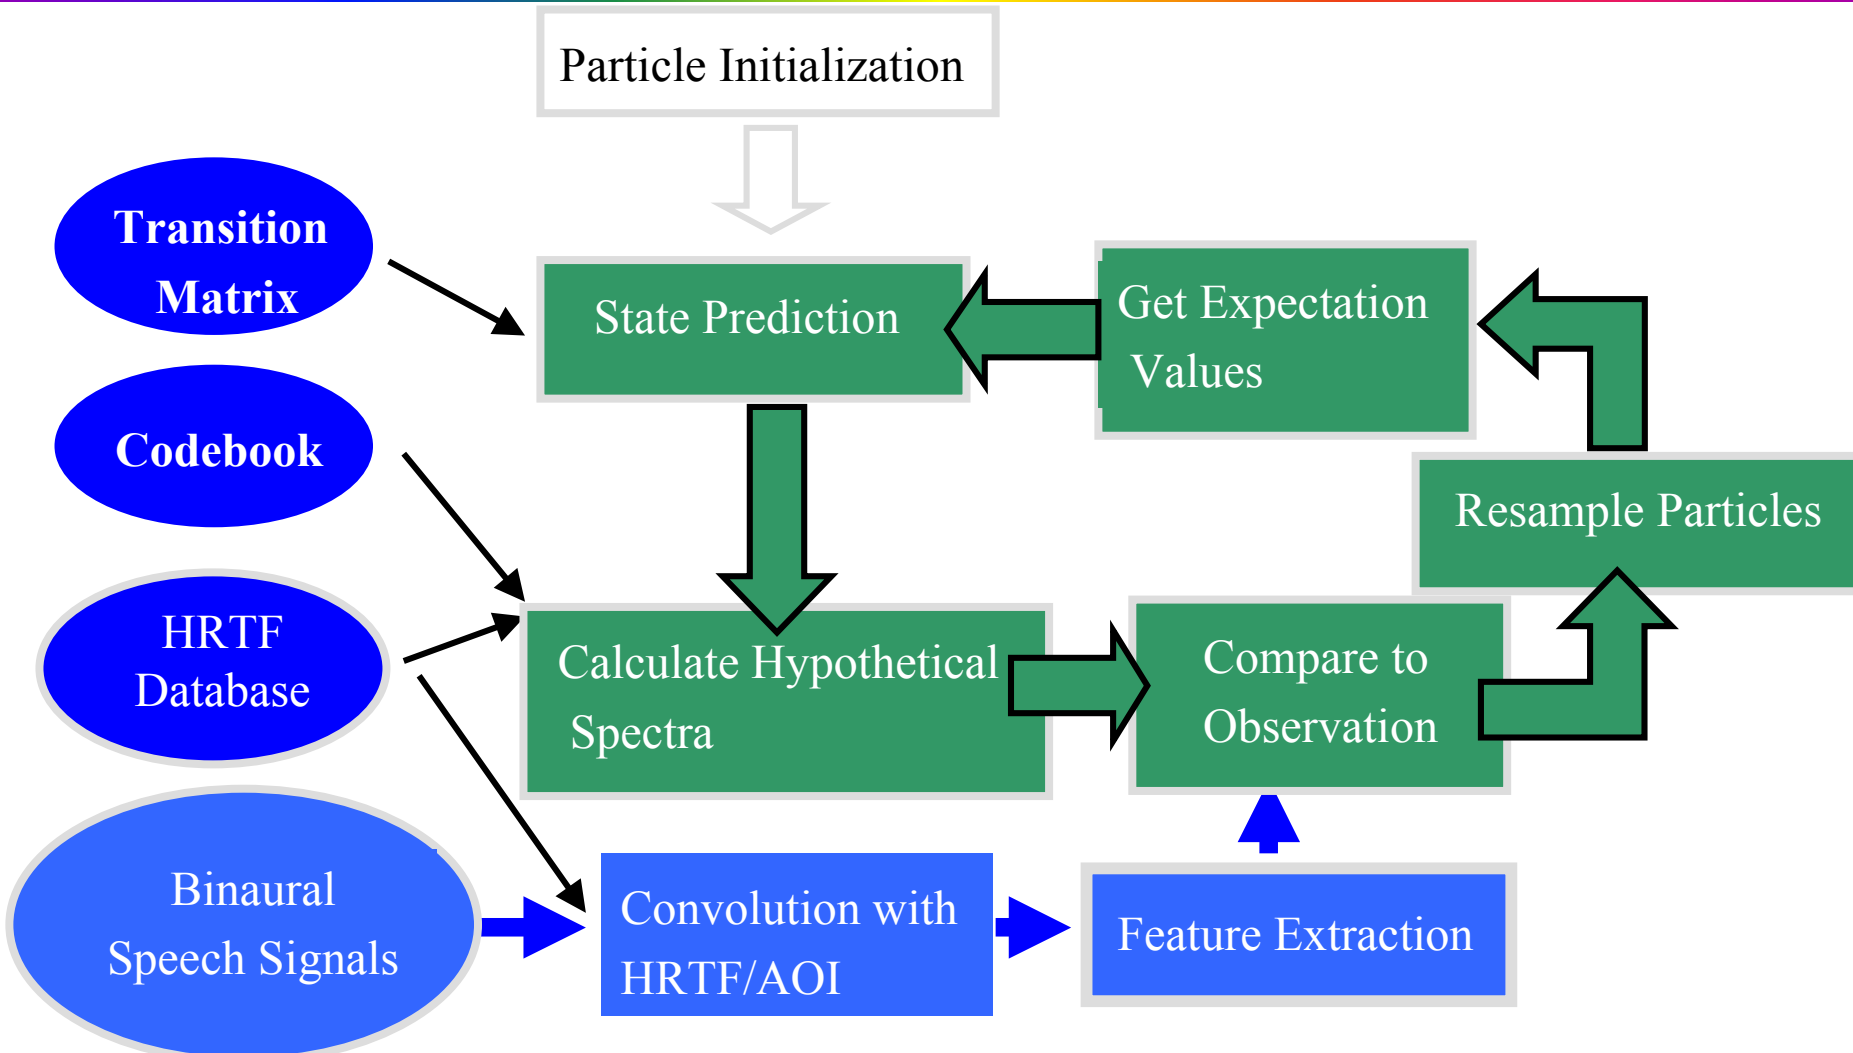 Particle Initialization
Transition
Matrix
State Prediction
Get Expectation
Values
Codebook
Resample Particles
HRTF
Database
Calculate Hypothetical
Spectra
Compare to
Observation
Binaural
Speech Signals
Convolution with
HRTF/AOI
Feature Extraction